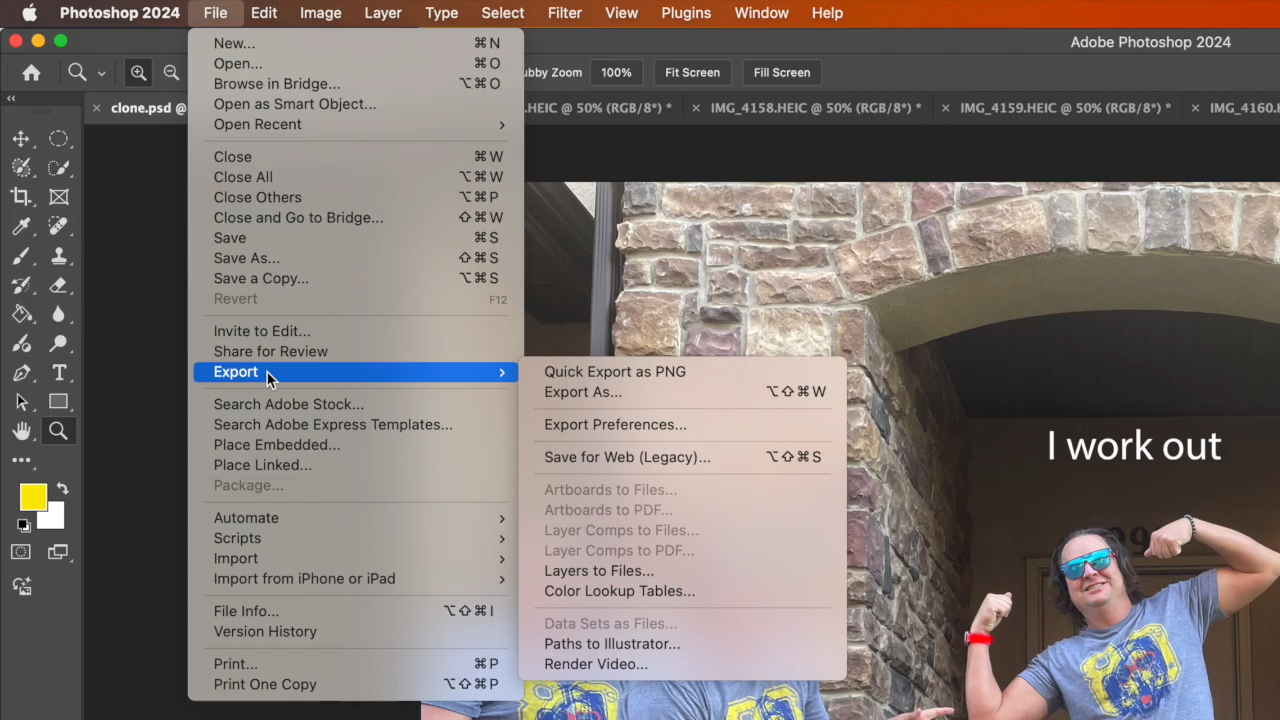 Photoshop 2024 File Edit Image Layer Type Select Filter View Plugins Window Help
Adobe Photoshop 2024
100% Fit Screen Fill Screen
clone.psd @ .HEIC @ 50% (RGB/8*) * IMG_4158.HEIC @ 50% (RGB/8*) * IMG_4159.HEIC @ 50% (RGB/8*) *
New... ⌘N
Open... ⌘O
Browse in Bridge... ⌥⌘O
Open as Smart Object...
Open Recent >
Close ⌘W
Close All ⌥⌘W
Close Others ⌥⌘P
Close and Go to Bridge... ⇧⌘W
Save ⌘S
Save As... ⇧⌘S
Save a Copy... ⌥⌘S
Revert F12
Invite to Edit...
Share for Review
Export >
Search Adobe Stock...
Search Adobe Express Templates...
Place Embedded...
Place Linked...
Package...
Automate >
Scripts >
Import >
Import from iPhone or iPad >
File Info... ⌥⇧⌘I
Version History
Print... ⌘P
Print One Copy ⌥⇧⌘P
Quick Export as PNG
Export As... ⌥⇧⌘W
Export Preferences...
Save for Web (Legacy)... ⌥⇧⌘S
Artboards to Files...
Artboards to PDF...
Layer Comps to Files...
Layer Comps to PDF...
Layers to Files...
Color Lookup Tables...
Data Sets as Files...
Paths to Illustrator...
Render Video...
I work out